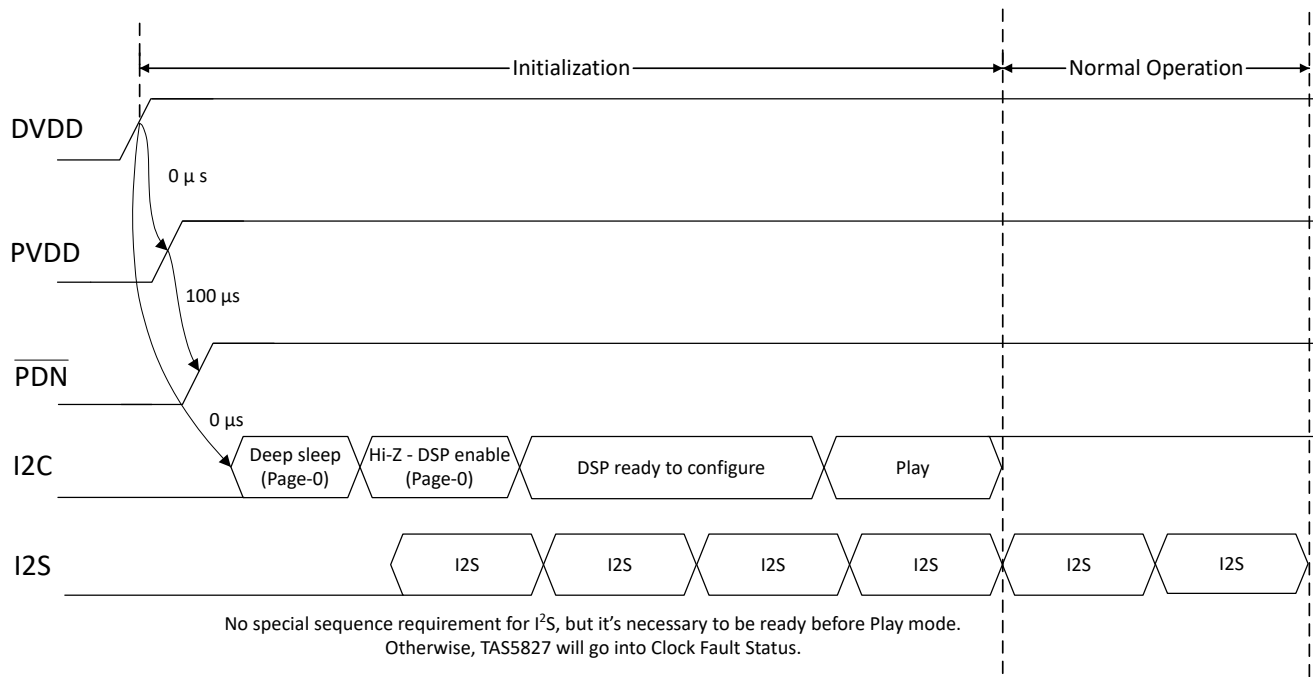 Initialization
Normal Operation
DVDD
0 μ s
PVDD
100 μs
PDN
0 μs
I2C
Deep sleep
(Page-0)
Hi-Z - DSP enable
(Page-0)
DSP ready to configure
Play
I2S
I2S
I2S
I2S
I2S
I2S
I2S
No special sequence requirement for I²S, but it's necessary to be ready before Play mode.
Otherwise, TAS5827 will go into Clock Fault Status.